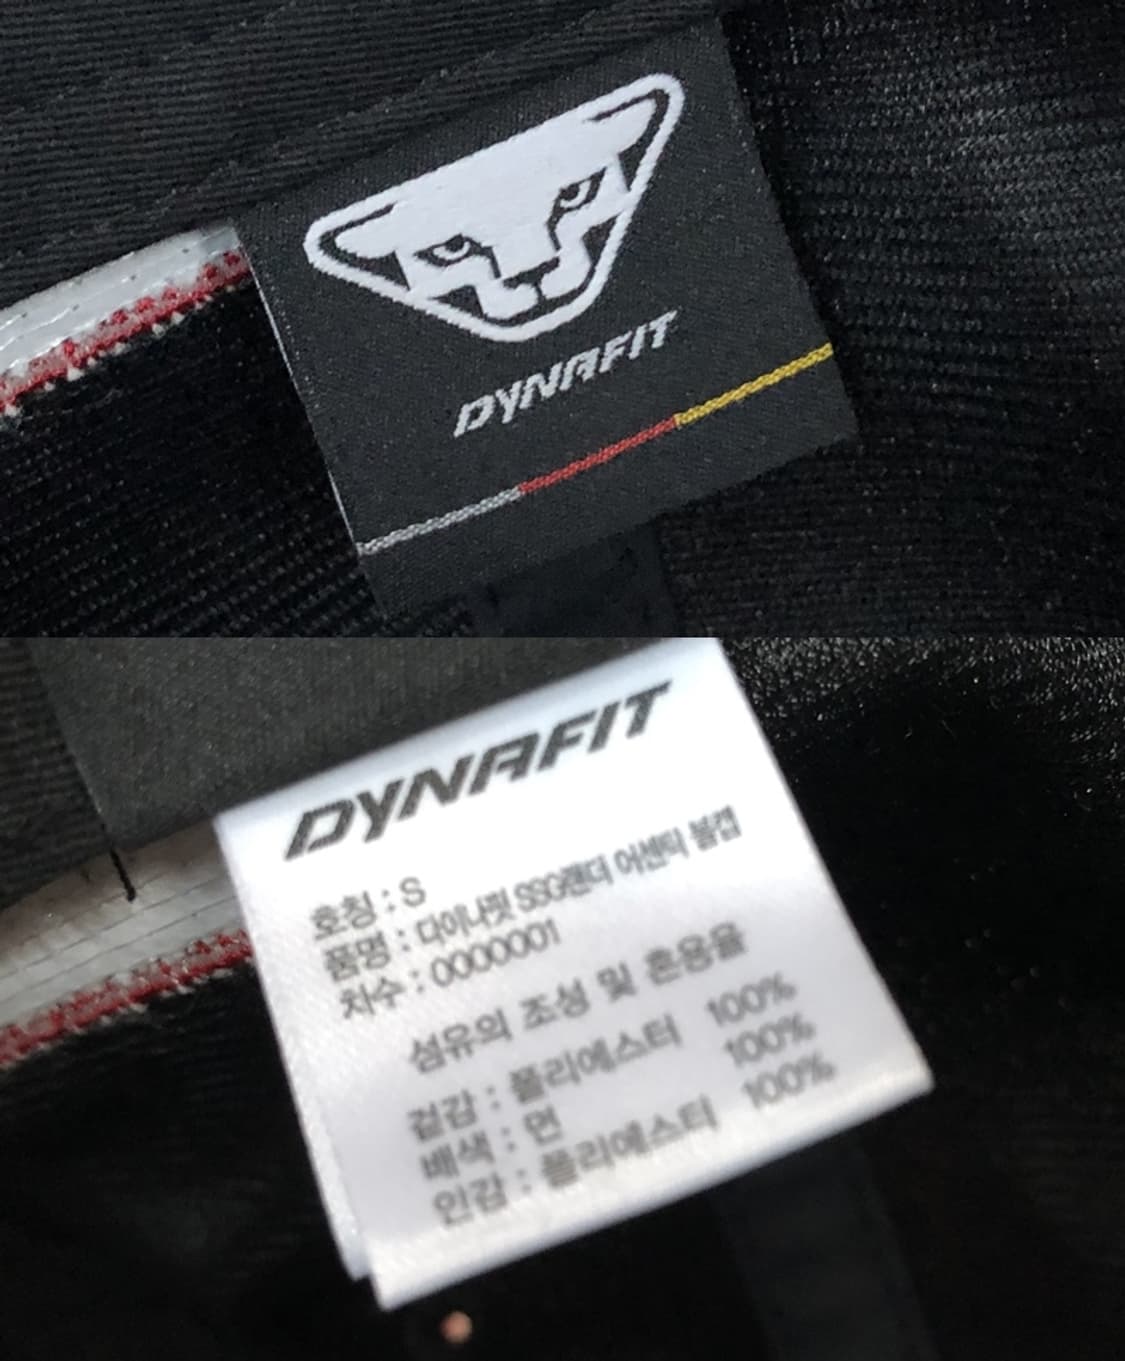 DYNAFIT
DYNAFIT
호칭 : S
품명 : 다이나핏 SSG랜더 어센틱 볼캡
치수 : 0000001
섬유의 조성 및 혼용율
겉감 : 폴리에스터 100%
배색 : 면 100%
안감 : 폴리에스터 100%